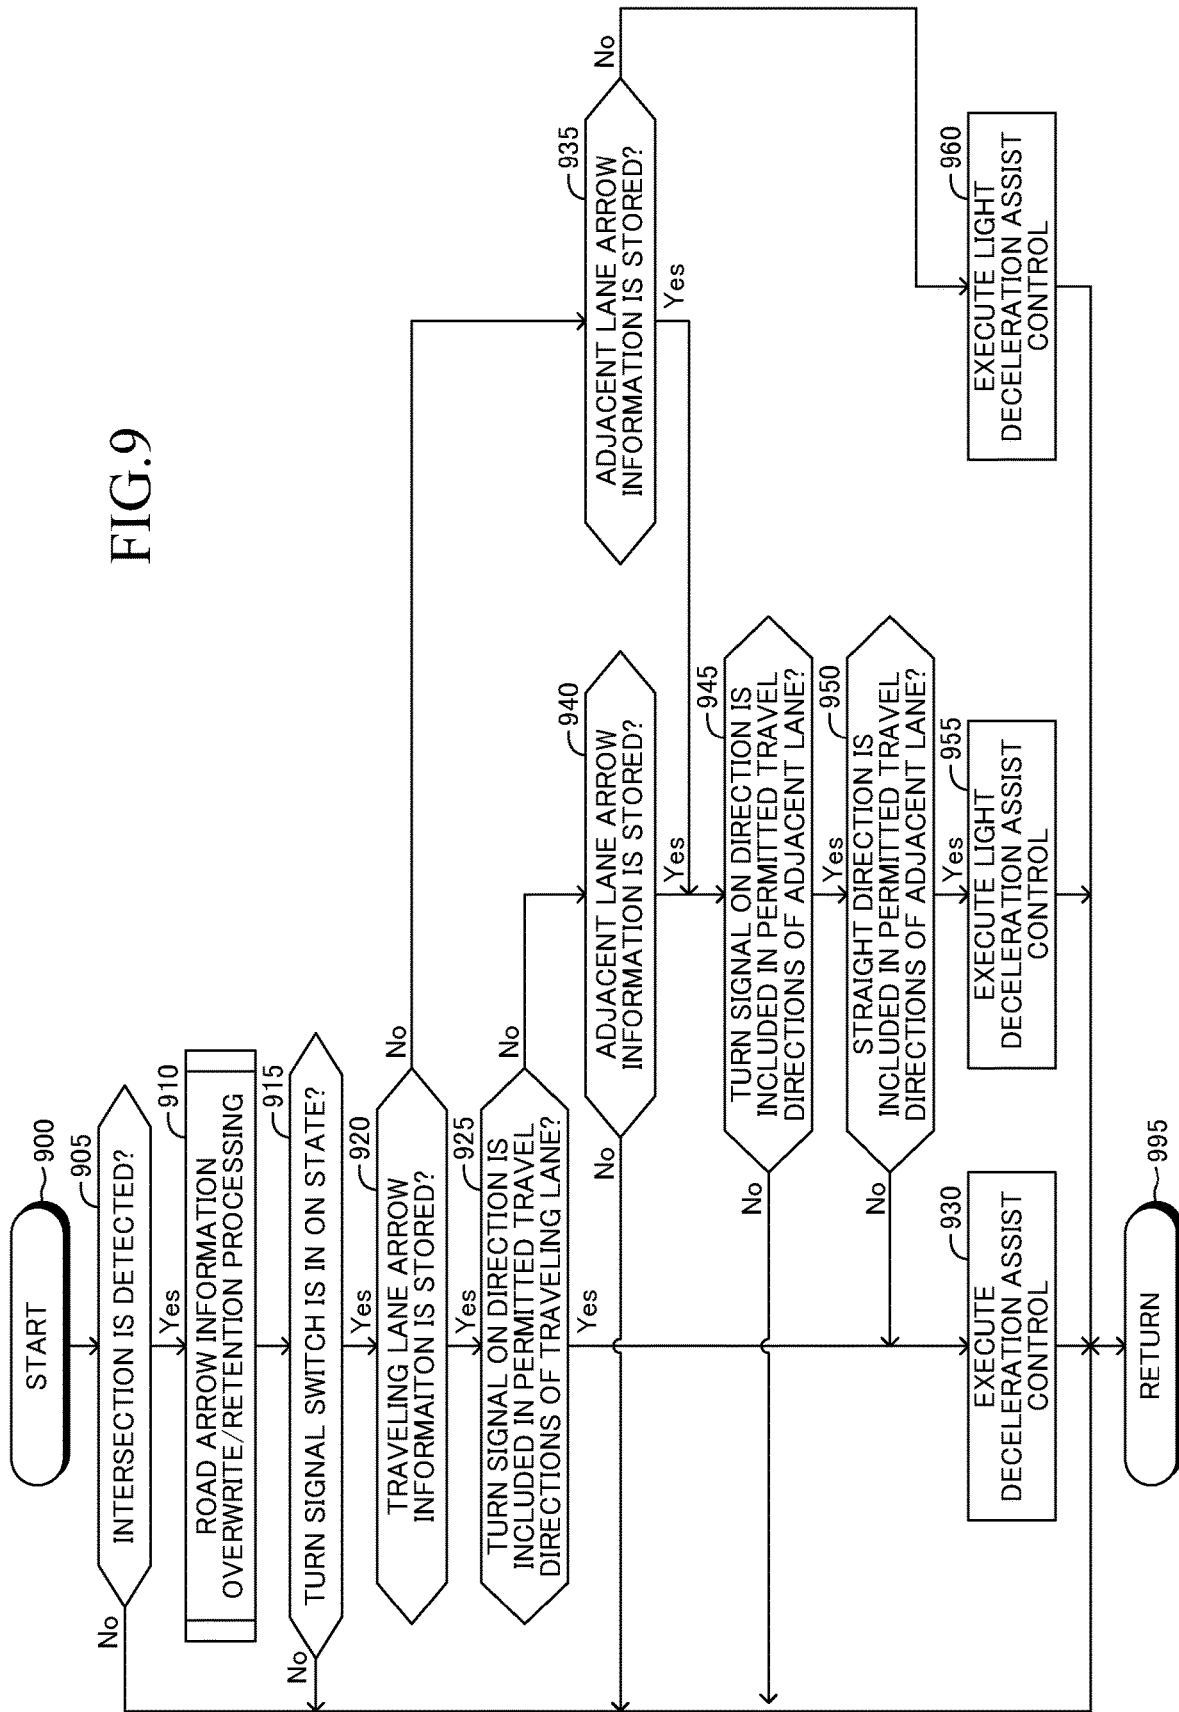 FIG.9
START
900
INTERSECTION IS DETECTED?
905
No
Yes
ROAD ARROW INFORMATION
OVERWRITE/RETENTION PROCESSING
910
TURN SIGNAL SWITCH IS IN ON STATE?
915
No
Yes
TRAVELING LANE ARROW
INFORMAITON IS STORED?
920
No
Yes
TURN SIGNAL ON DIRECTION IS
INCLUDED IN PERMITTED TRAVEL
DIRECTIONS OF TRAVELING LANE?
925
No
Yes
ADJACENT LANE ARROW
INFORMATION IS STORED?
940
No
Yes
ADJACENT LANE ARROW
INFORMATION IS STORED?
935
No
Yes
TURN SIGNAL ON DIRECTION IS
INCLUDED IN PERMITTED TRAVEL
DIRECTIONS OF ADJACENT LANE?
945
No
Yes
STRAIGHT DIRECTION IS
INCLUDED IN PERMITTED TRAVEL
DIRECTIONS OF ADJACENT LANE?
950
No
Yes
EXECUTE
DECELERATION ASSIST
CONTROL
930
EXECUTE LIGHT
DECELERATION ASSIST
CONTROL
955
EXECUTE LIGHT
DECELERATION ASSIST
CONTROL
960
RETURN
995